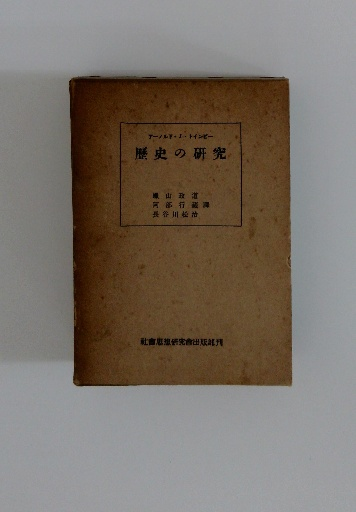 アーノルド・J・トインビー
歴史の研究
蠟山政道
阿部行蔵 譯
長谷川松治
社會思想研究會出版部刊